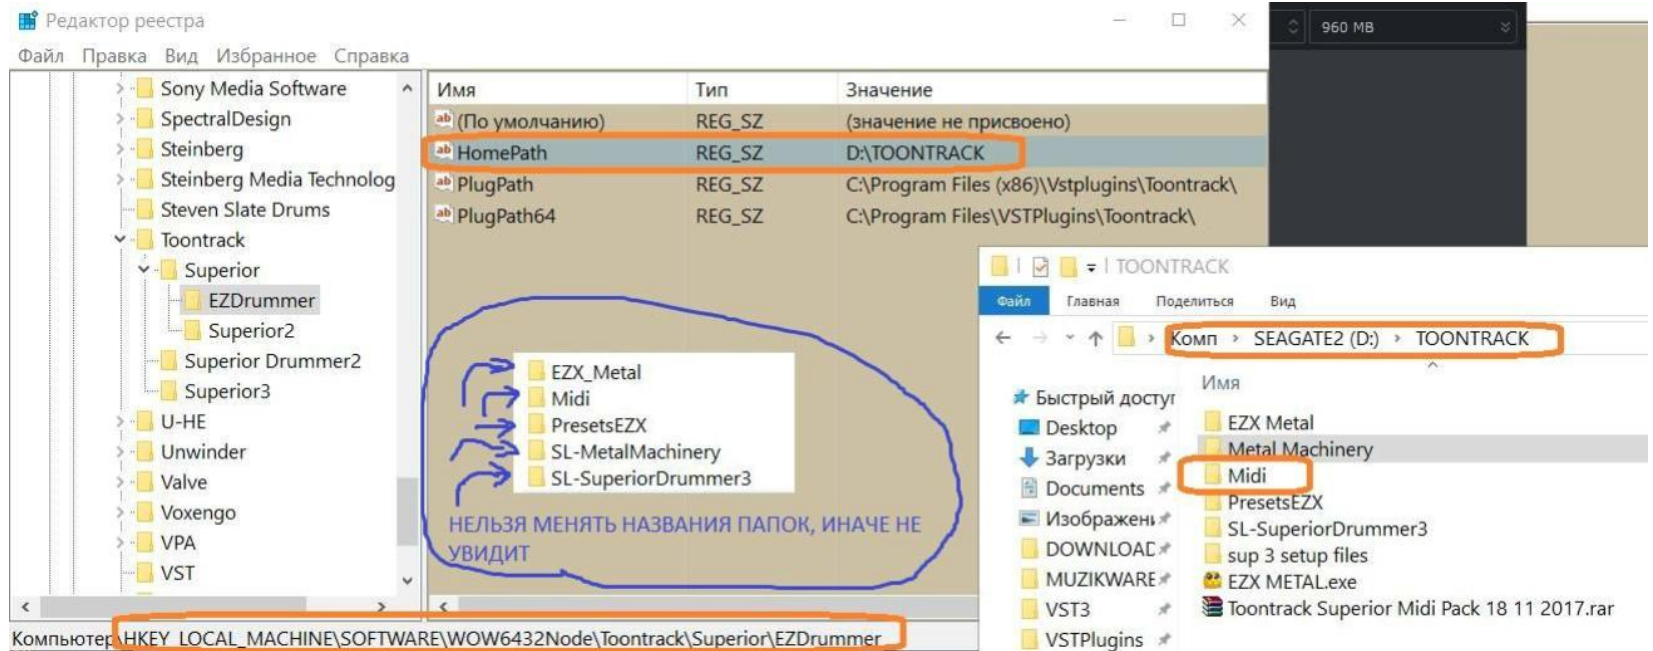 Редактор реестра
960 MB
Файл Правка Вид Избранное Справка
Sony Media Software
SpectralDesign
Steinberg
Steinberg Media Technolog
Steven Slate Drums
Toontrack
Superior
EZDrummer
Superior2
Superior Drummer2
Superior3
U-HE
Unwinder
Valve
Voxengo
VPA
VST
Имя Тип Значение
(По умолчанию) REG_SZ (значение не присвоено)
HomePath REG_SZ D:\TOONTRACK
PlugPath REG_SZ C:\Program Files (x86)\Vstplugins\Toontrack\
PlugPath64 REG_SZ C:\Program Files\VSTPlugins\Toontrack\
EZX_Metal
Midi
PresetsEZX
SL-MetalMachinery
SL-SuperiorDrummer3
НЕЛЬЗЯ МЕНЯТЬ НАЗВАНИЯ ПАПОК, ИНАЧЕ НЕ
УВИДИТ
TOONTRACK
Файл Главная Поделиться Вид
Комп SEAGATE2 (D:) TOONTRACK
Быстрый доступ
Desktop
Загрузки
Documents
Изображен
DOWNLOAD
MUZIKWARE
VST3
VSTPlugins
Имя
EZX Metal
Metal Machinery
Midi
PresetsEZX
SL-SuperiorDrummer3
sup 3 setup files
EZX METAL.exe
Toontrack Superior Midi Pack 18 11 2017.rar
Компьютер\HKEY_LOCAL_MACHINE\SOFTWARE\WOW6432Node\Toontrack\Superior\EZDrummer